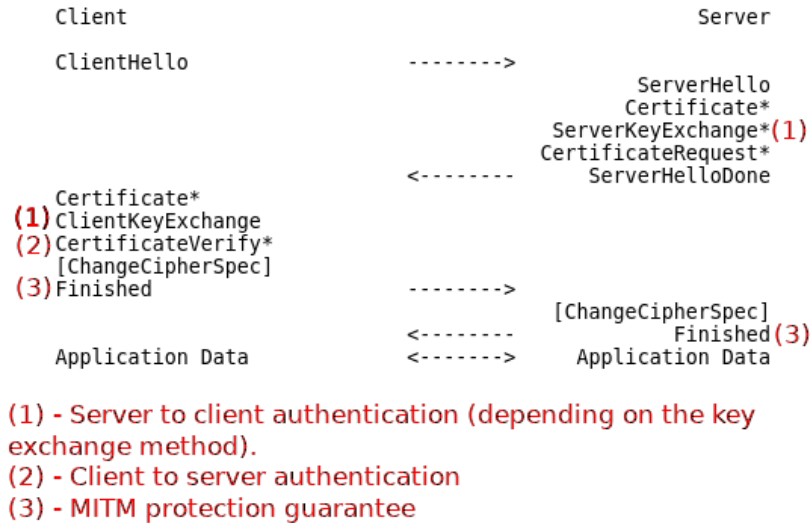 Client Server
ClientHello -------->
ServerHello
Certificate*
ServerKeyExchange* (1)
CertificateRequest*
<-------- ServerHelloDone
Certificate*
(1) ClientKeyExchange
(2) CertificateVerify*
[ChangeCipherSpec]
(3) Finished -------->
[ChangeCipherSpec]
<-------- Finished (3)
Application Data <-------> Application Data
(1) - Server to client authentication (depending on the key
exchange method).
(2) - Client to server authentication
(3) - MITM protection guarantee